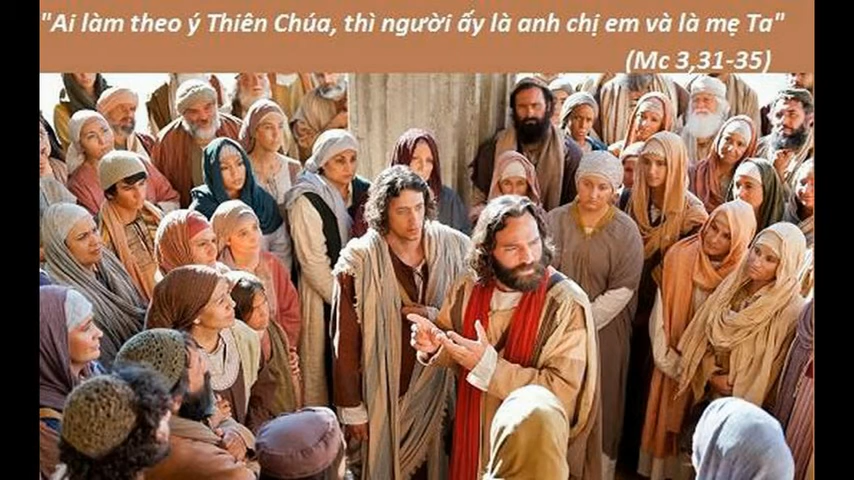 "Ai làm theo ý Thiên Chúa, thì người ấy là anh chị em và là mẹ Ta"
(Mc 3,31-35)